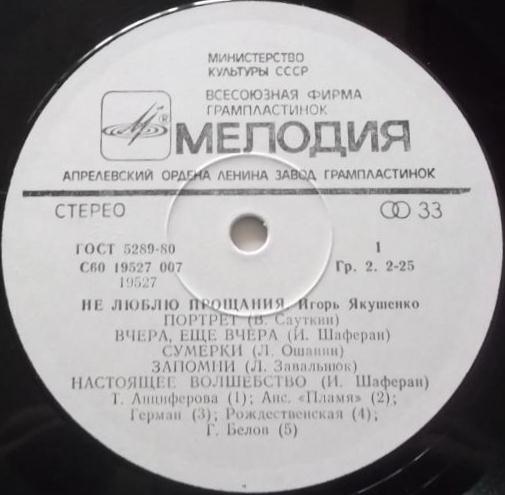 МИНИСТЕРСТВО
КУЛЬТУРЫ СССР
ВСЕСОЮЗНАЯ ФИРМА
ГРАМПЛАСТИНОК
® МЕЛОДИЯ
АПРЕЛЕВСКИЙ ОРДЕНА ЛЕНИНА ЗАВОД ГРАМПЛАСТИНОК
СТЕРЕО 33
ГОСТ 5289-80 1
С60 19527 007 Гр. 2. 2-25
19527
НЕ ЛЮБЛЮ ПРОЩАНИЯ. Игорь Якушенко
ПОРТРЕТ (В. Сауткин)
ВЧЕРА, ЕЩЕ ВЧЕРА (И. Шаферан)
СУМЕРКИ (Л. Ошанин)
ЗАПОМНИ (Л. Завальнюк)
НАСТОЯЩЕЕ ВОЛШЕБСТВО (И. Шаферан)
Т. Анциферова (1); Анс. «Пламя» (2);
Герман (3); Рождественская (4);
Г. Белов (5)